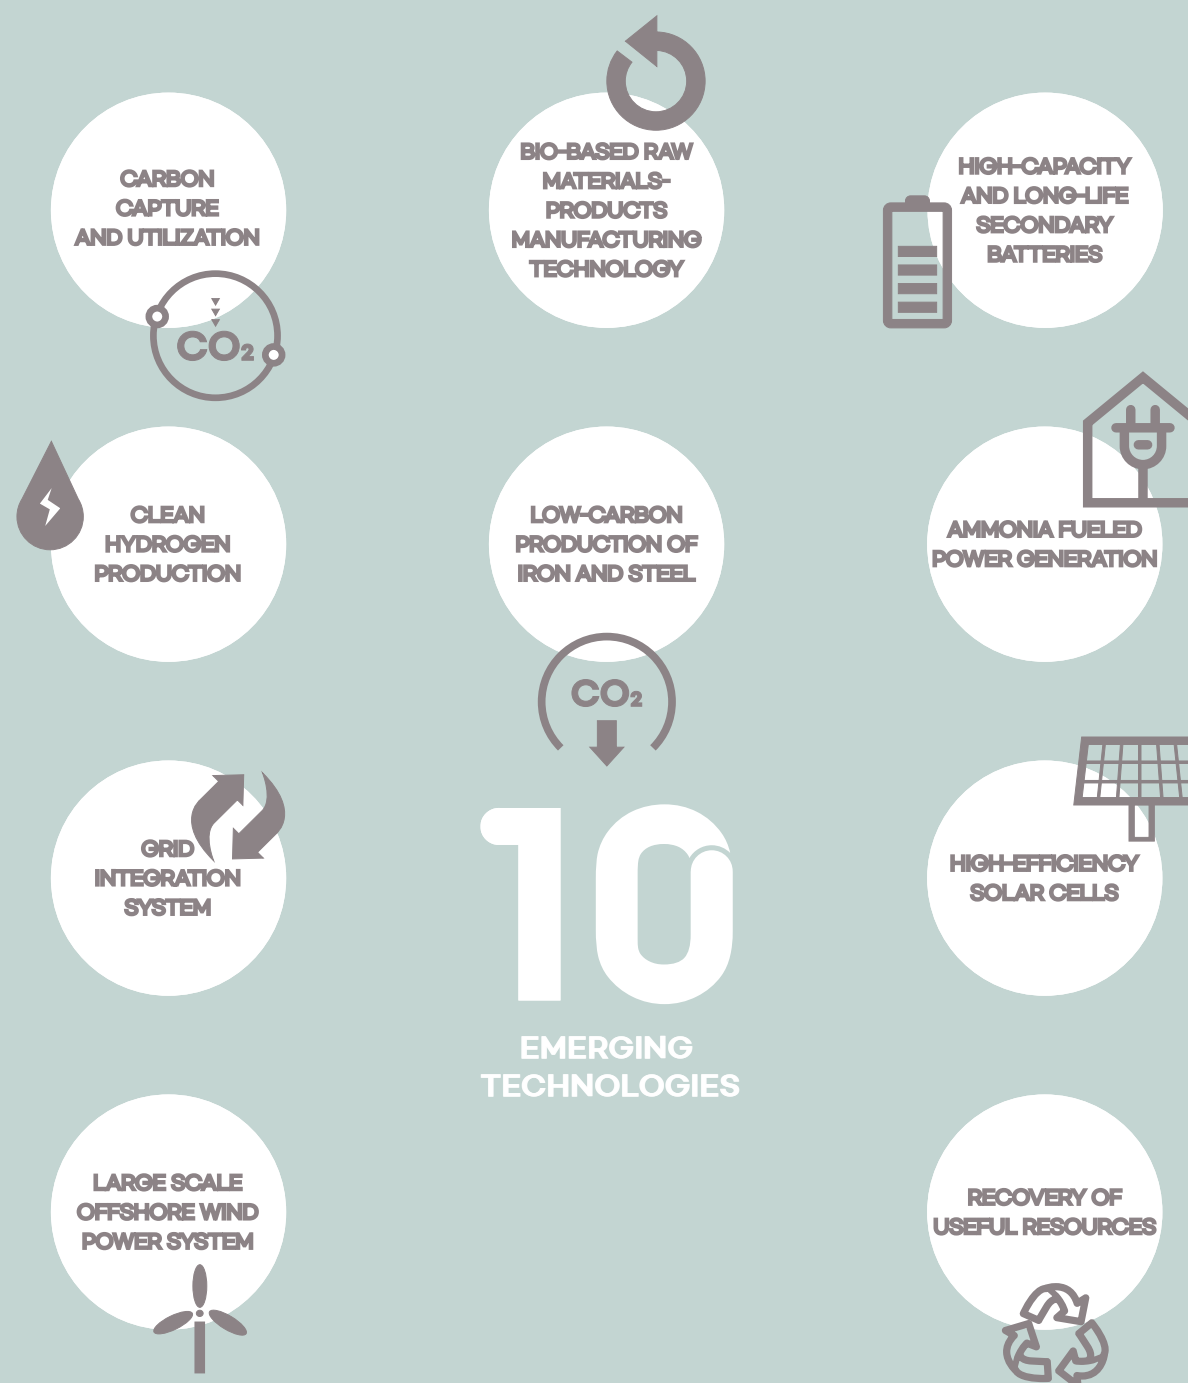 CARBON
CAPTURE
AND UTILIZATION
CO₂
BIO-BASED RAW
MATERIALS-
PRODUCTS
MANUFACTURING
TECHNOLOGY
HIGH-CAPACITY
AND LONG-LIFE
SECONDARY
BATTERIES
CLEAN
HYDROGEN
PRODUCTION
LOW-CARBON
PRODUCTION OF
IRON AND STEEL
CO₂
AMMONIA FUELED
POWER GENERATION
GRID
INTEGRATION
SYSTEM
10
EMERGING
TECHNOLOGIES
HIGH-EFFICIENCY
SOLAR CELLS
LARGE SCALE
OFFSHORE WIND
POWER SYSTEM
RECOVERY OF
USEFUL RESOURCES